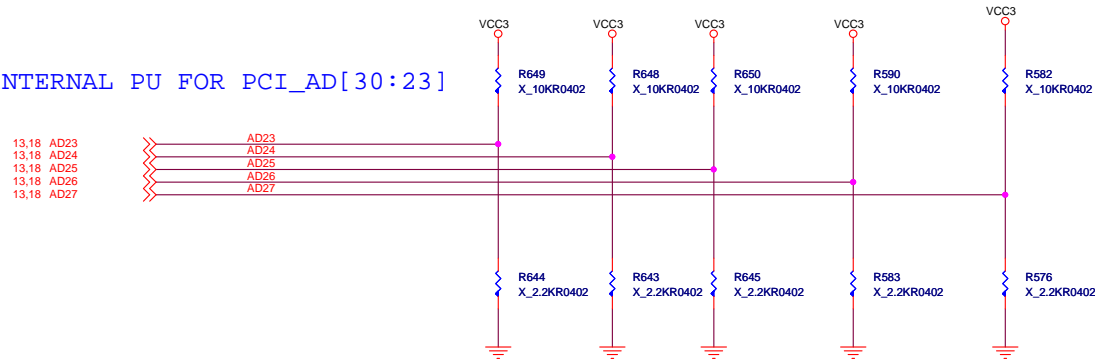 VCC3 VCC3 VCC3 VCC3 VCC3
NTERNAL PU FOR PCI_AD[30:23]
R649 R648 R650 R590 R582
X_10KR0402 X_10KR0402 X_10KR0402 X_10KR0402 X_10KR0402
13,18 AD23 AD23
13,18 AD24 AD24
13,18 AD25 AD25
13,18 AD26 AD26
13,18 AD27 AD27
R644 R643 R645 R583 R576
X_2.2KR0402 X_2.2KR0402 X_2.2KR0402 X_2.2KR0402 X_2.2KR0402